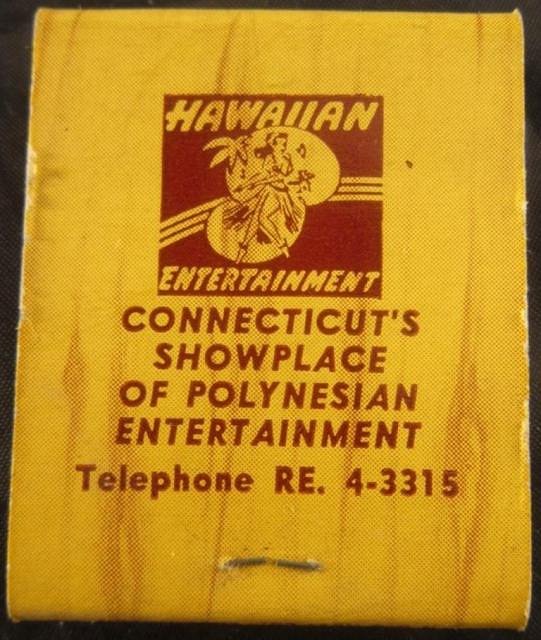 HAWAIIAN
ENTERTAINMENT
CONNECTICUT'S
SHOWPLACE
OF POLYNESIAN
ENTERTAINMENT
Telephone RE. 4-3315